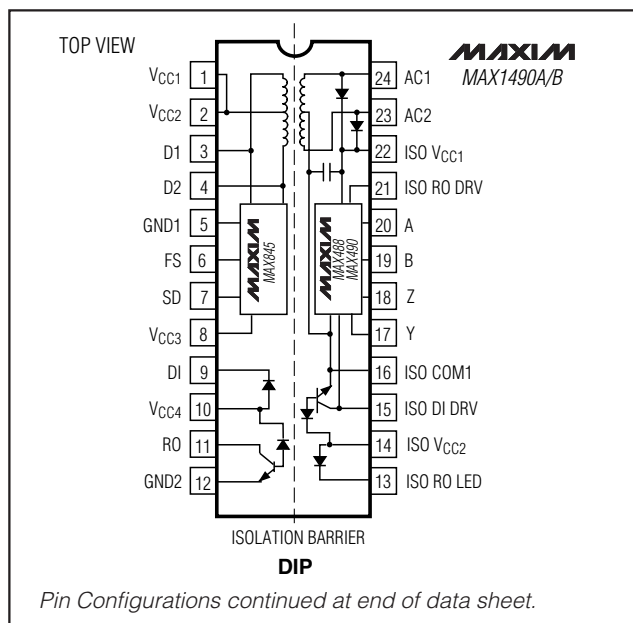 TOP VIEW
MAXIM
MAX1490A/B
VCC1 1
VCC2 2
D1 3
D2 4
GND1 5
FS 6
SD 7
VCC3 8
DI 9
VCC4 10
RO 11
GND2 12
24 AC1
23 AC2
22 ISO VCC1
21 ISO RO DRV
20 A
19 B
18 Z
17 Y
16 ISO COM1
15 ISO DI DRV
14 ISO VCC2
13 ISO RO LED
MAXIM
MAX845
MAXIM
MAX488
MAX490
ISOLATION BARRIER
DIP
Pin Configurations continued at end of data sheet.